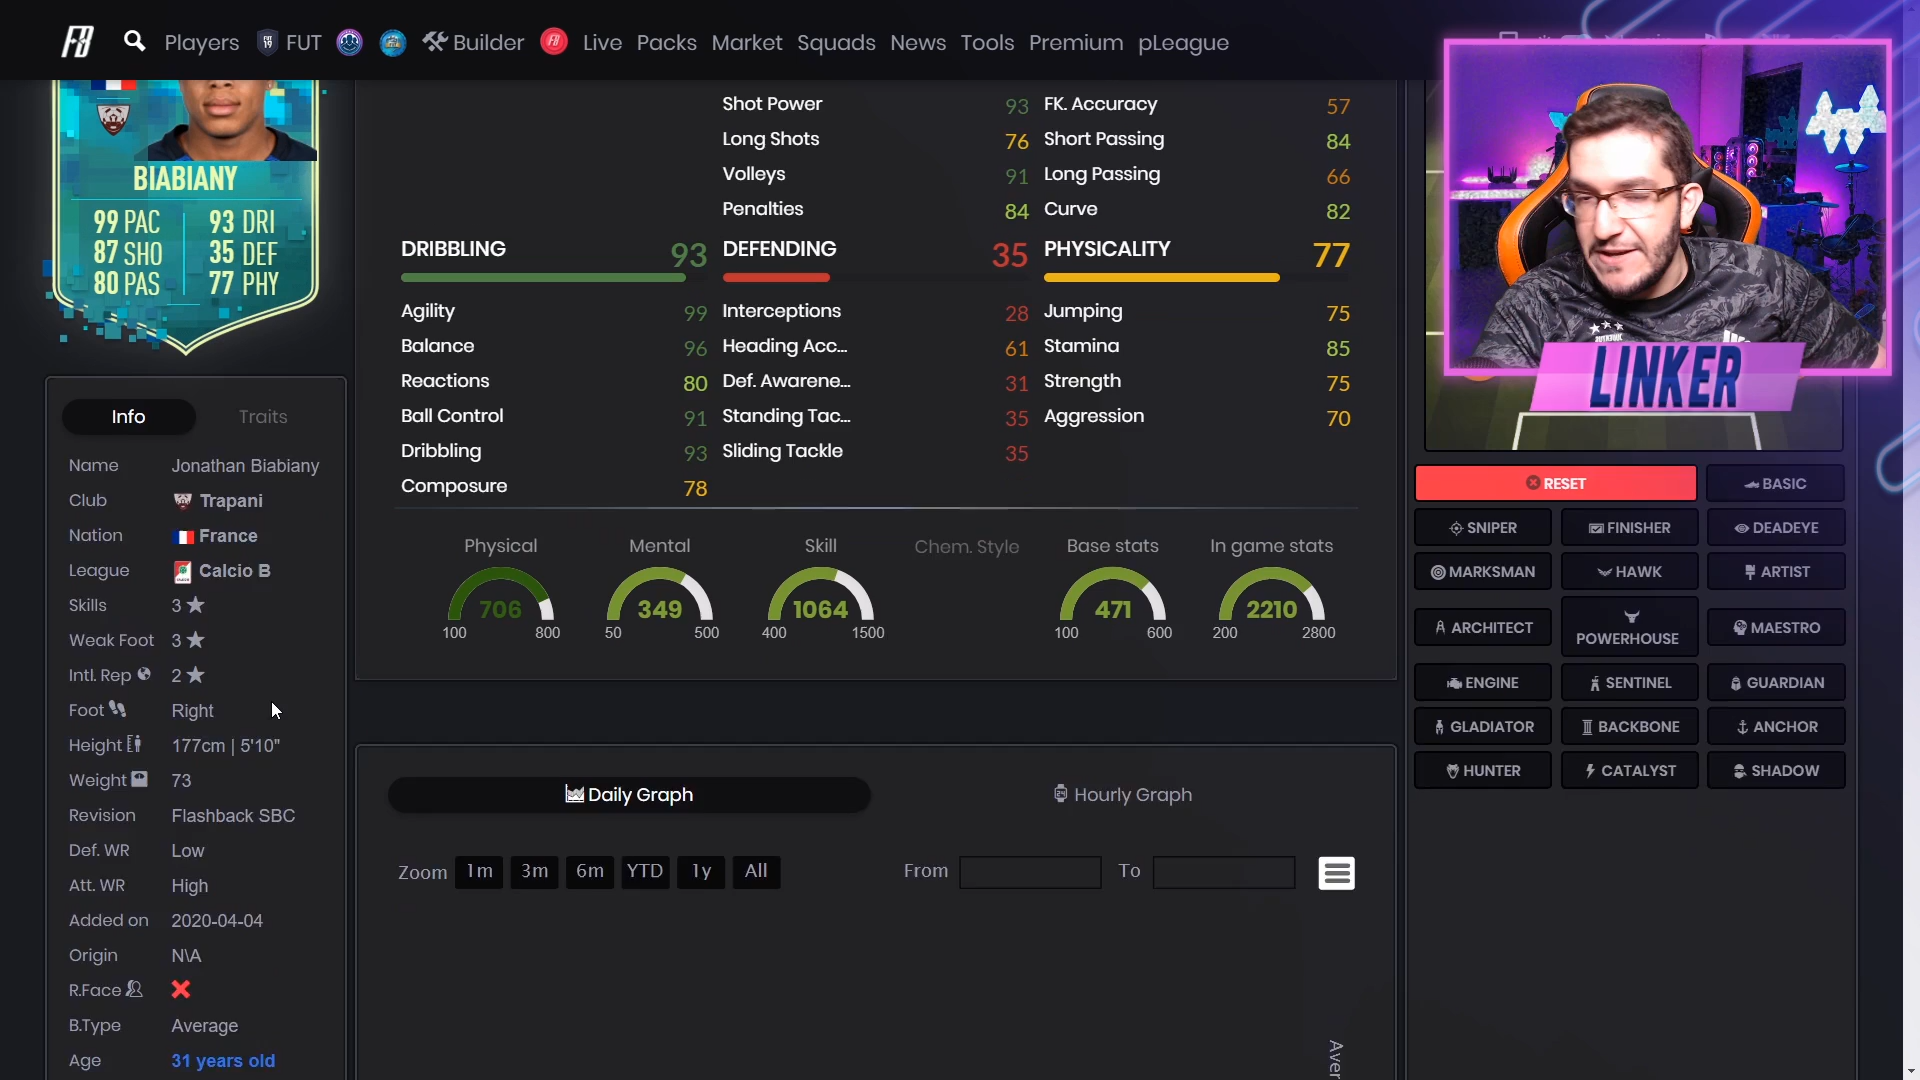 FB Players FUT Builder Live Packs Market Squads News Tools Premium pLeague
BIABIANY
99 PAC 93 DRI
87 SHO 35 DEF
80 PAS 77 PHY
Shot Power 93
Long Shots 76
Volleys 91
Penalties 84
FK. Accuracy 57
Short Passing 84
Long Passing 66
Curve 82
DRIBBLING 93
Agility 99
Balance 96
Reactions 80
Ball Control 91
Dribbling 93
Composure 78
DEFENDING 35
Interceptions 28
Heading Acc... 61
Def. Awarene... 31
Standing Tac... 35
Sliding Tackle 35
PHYSICALITY 77
Jumping 75
Stamina 85
Strength 75
Aggression 70
Physical Mental Skill Chem. Style Base stats In game stats
706 349 1064 471 2210
100 800 50 500 400 1500 100 600 200 2800
Info Traits
Name Jonathan Biabiany
Club Trapani
Nation France
League Calcio B
Skills 3
Weak Foot 3
Intl. Rep 2
Foot Right
Height 177cm | 5'10"
Weight 73
Revision Flashback SBC
Def. WR Low
Att. WR High
Added on 2020-04-04
Origin N\A
R.Face
B.Type Average
Age 31 years old
Daily Graph Hourly Graph
Zoom 1m 3m 6m YTD 1y All From To
Aver
LINKER
RESET BASIC
SNIPER FINISHER DEADEYE
MARKSMAN HAWK ARTIST
ARCHITECT POWERHOUSE MAESTRO
ENGINE SENTINEL GUARDIAN
GLADIATOR BACKBONE ANCHOR
HUNTER CATALYST SHADOW